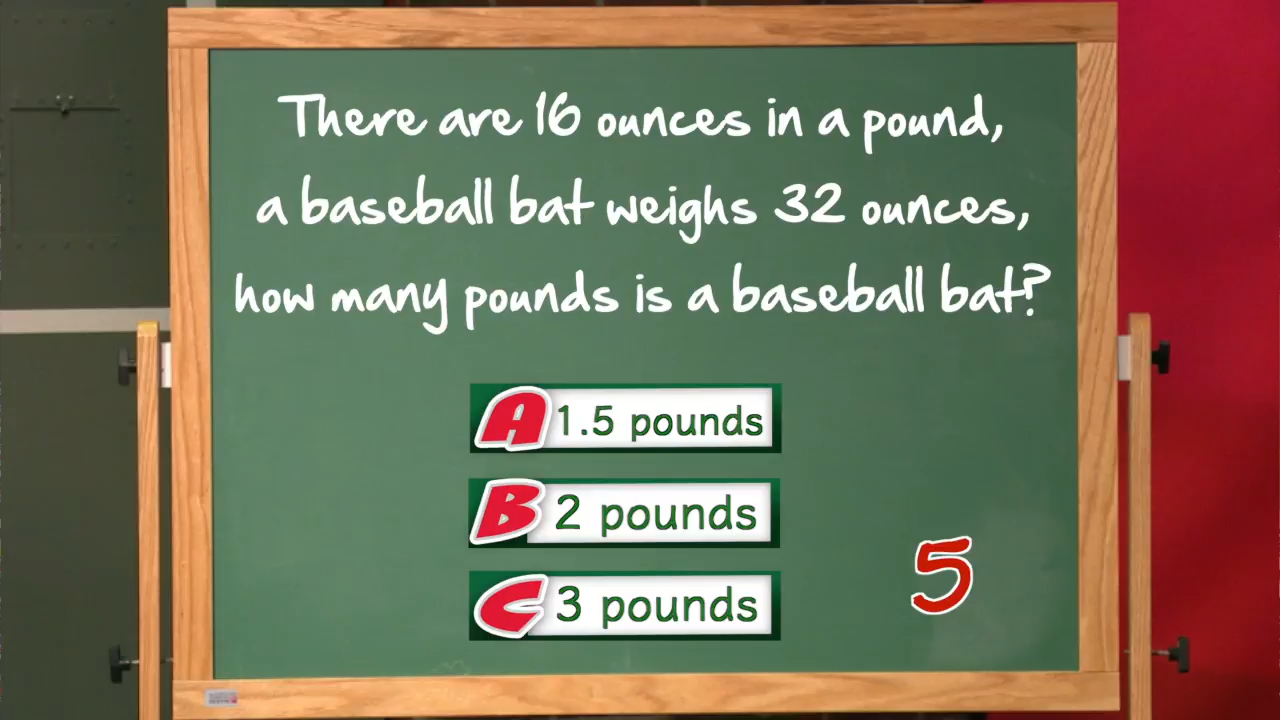 There are 16 ounces in a pound,
a baseball bat weighs 32 ounces,
how many pounds is a baseball bat?
A 1.5 pounds
B 2 pounds
C 3 pounds
5